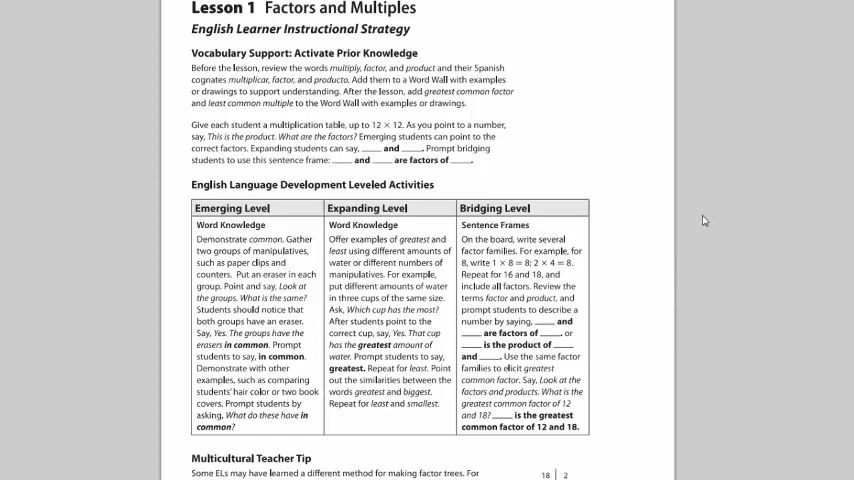 Lesson 1 Factors and Multiples
English Learner Instructional Strategy
Vocabulary Support: Activate Prior Knowledge
Before the lesson, review the words multiply, factor, and product and their Spanish
cognates multiplicar, factor, and producto. Add them to a Word Wall with examples
or drawings to support understanding. After the lesson, add greatest common factor
and least common multiple to the Word Wall with examples or drawings.
Give each student a multiplication table, up to 12 × 12. As you point to a number,
say, This is the product. What are the factors? Emerging students can point to the
correct factors. Expanding students can say, ____ and ____. Prompt bridging
students to use this sentence frame: ____ and ____ are factors of ____.
English Language Development Leveled Activities
Emerging Level
Word Knowledge
Demonstrate common. Gather
two groups of manipulatives,
such as paper clips and
counters. Put an eraser in each
group. Point and say, Look at
the groups. What is the same?
Students should notice that
both groups have an eraser.
Say, Yes. The groups have the
erasers in common. Prompt
students to say, in common.
Demonstrate with other
examples, such as comparing
students' hair color or two book
covers. Prompt students by
asking, What do these have in
common?
Expanding Level
Word Knowledge
Offer examples of greatest and
least using different amounts of
water or different numbers of
manipulatives. For example,
put different amounts of water
in three cups of the same size.
Ask, Which cup has the most?
After students point to the
correct cup, say, Yes. That cup
has the greatest amount of
water. Prompt students to say,
greatest. Repeat for least. Point
out the similarities between the
words greatest and biggest.
Repeat for least and smallest.
Bridging Level
Sentence Frames
On the board, write several
factor families. For example, for
8, write 1 × 8 = 8; 2 × 4 = 8.
Repeat for 16 and 18, and
include all factors. Review the
terms factor and product, and
prompt students to describe a
number by saying, ____ and
____ are factors of ____. or
____ is the product of ____
and ____. Use the same factor
families to elicit greatest
common factor. Say, Look at the
factors and products. What is the
greatest common factor of 12
and 18? ____ is the greatest
common factor of 12 and 18.
Multicultural Teacher Tip
Some ELs may have learned a different method for making factor trees. For
18 | 2